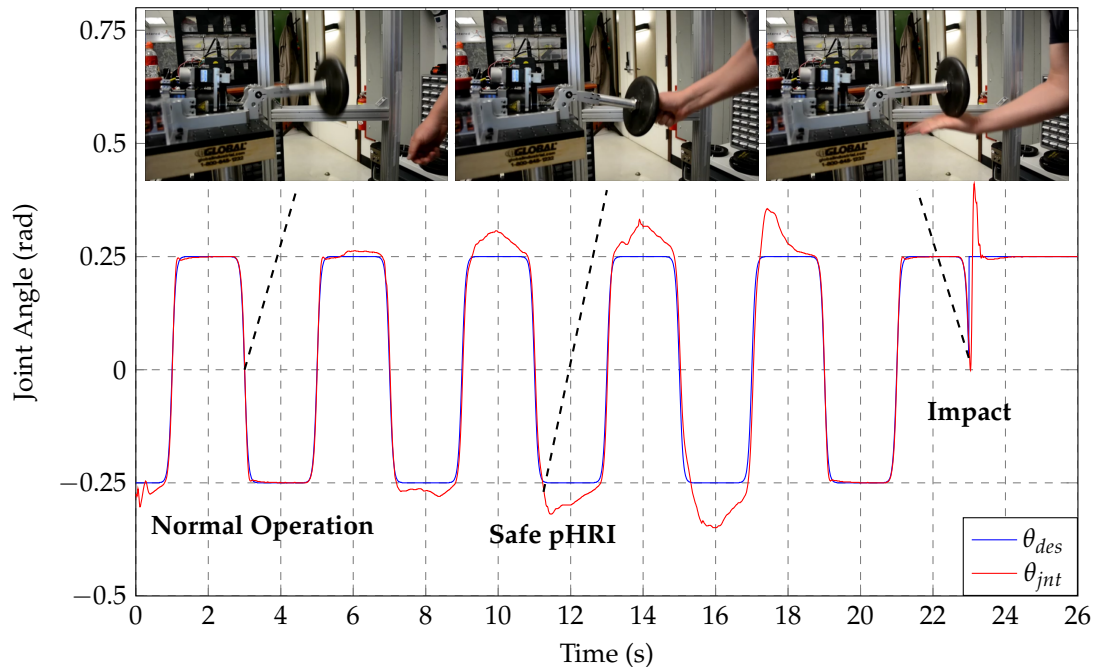 0.75
0.5
0.25
0
−0.25
−0.5
Joint Angle (rad)
GLOBAL
Normal Operation
Safe pHRI
Impact
θdes
θjnt
0 2 4 6 8 10 12 14 16 18 20 22 24 26
Time (s)
GLOBAL
GLOBAL